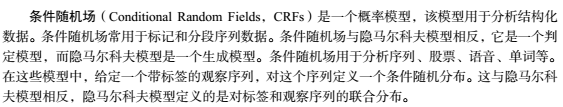 条件随机场（Conditional Random Fields，CRFs）是一个概率模型，该模型用于分析结构化
数据。条件随机场常用于标记和分段序列数据。条件随机场与隐马尔科夫模型相反，它是一个判
定模型，而隐马尔科夫模型是一个生成模型。条件随机场用于分析序列、股票、语音、单词等。
在这些模型中，给定一个带标签的观察序列，对这个序列定义一个条件随机分布。这与隐马尔科
夫模型相反，隐马尔科夫模型定义的是对标签和观察序列的联合分布。